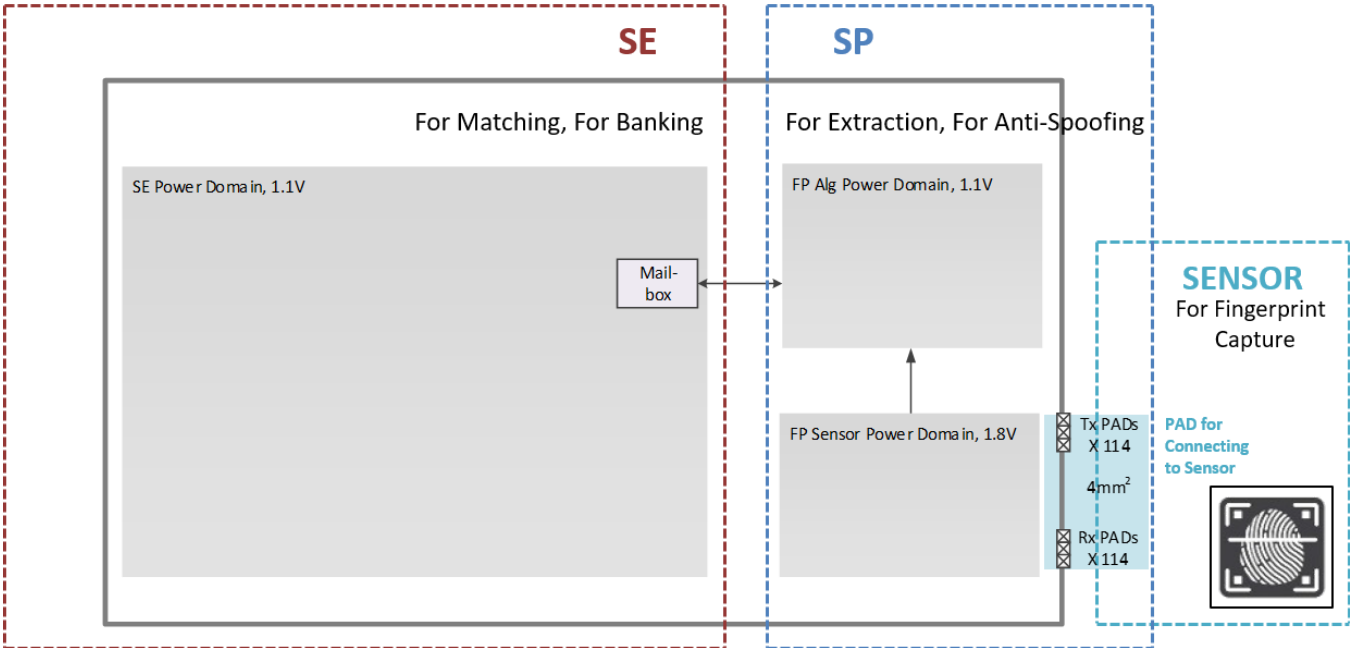 SE
SP
For Matching, For Banking
For Extraction, For Anti-Spoofing
SE Power Domain, 1.1V
FP Alg Power Domain, 1.1V
Mail-
box
SENSOR
For Fingerprint
Capture
FP Sensor Power Domain, 1.8V
Tx PADs
X 114
4mm²
Rx PADs
X 114
PAD for
Connecting
to Sensor